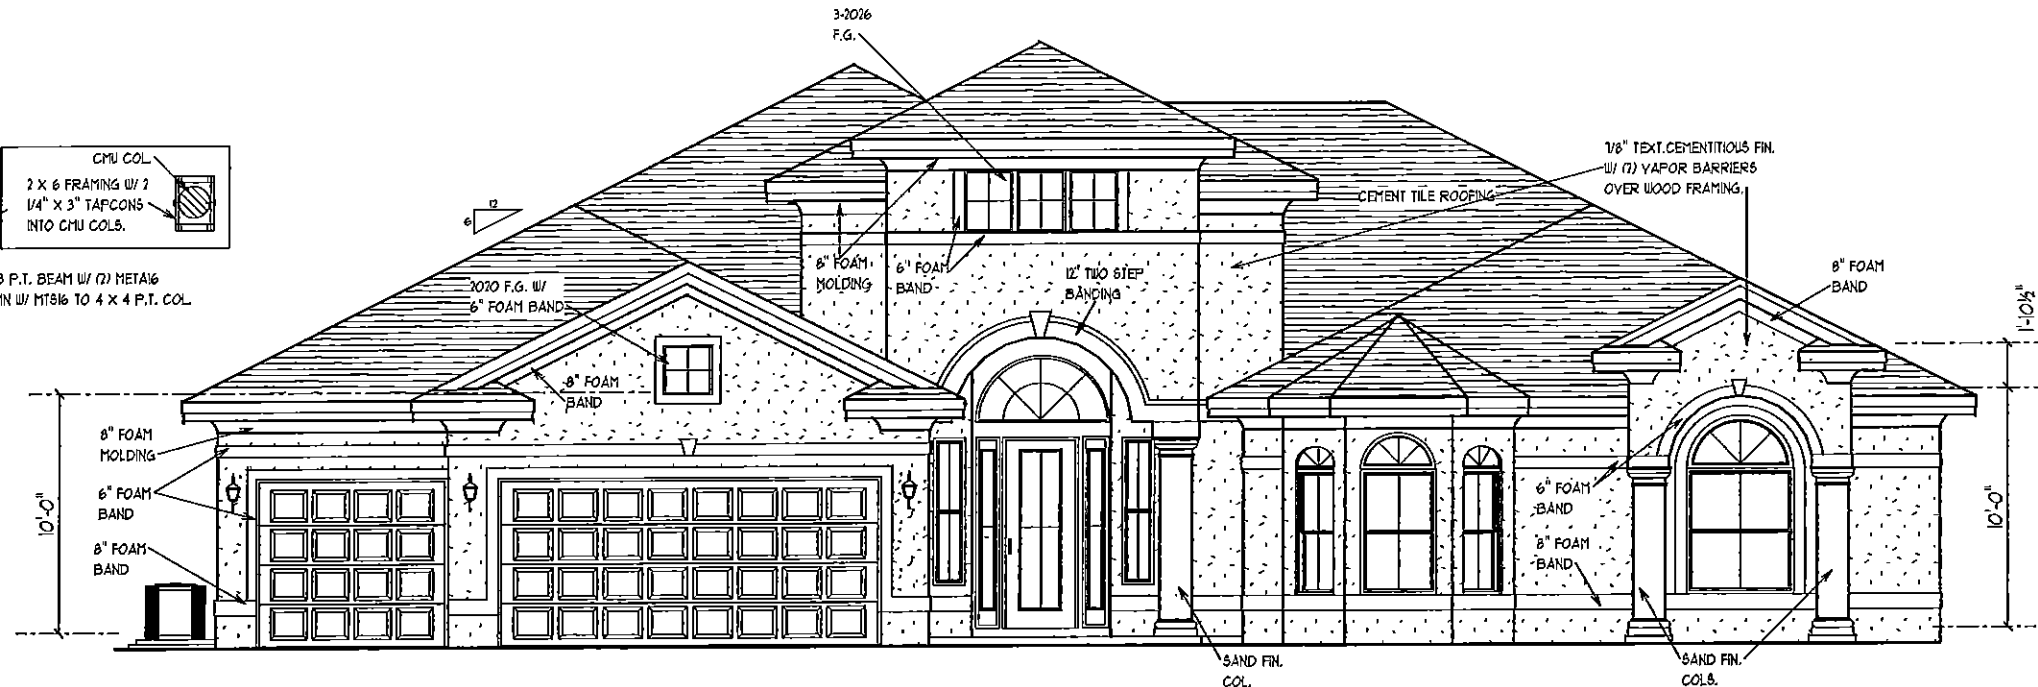 3-2026
F.G.
CMU COL.
2 X 6 FRAMING W/ 2
1/4" X 3" TAPCONS
INTO CMU COLS.
P.T. BEAM W/ (2) METAL6
W/ MTS16 TO 4 X 4 P.T. COL.
12
6
7/8" TEXT.CEMENTITIOUS FIN.
W/ (2) VAPOR BARRIERS
OVER WOOD FRAMING.
CEMENT TILE ROOFING
8" FOAM
MOLDING
6" FOAM
BAND
12" TWO STEP
BANDING
8" FOAM
BAND
1'-10½"
2020 F.G. W/
6" FOAM BAND
8" FOAM
BAND
8" FOAM
MOLDING
6" FOAM
BAND
8" FOAM
BAND
10'-0"
6" FOAM
BAND
8" FOAM
BAND
10'-0"
SAND FIN.
COL.
SAND FIN.
COLS.